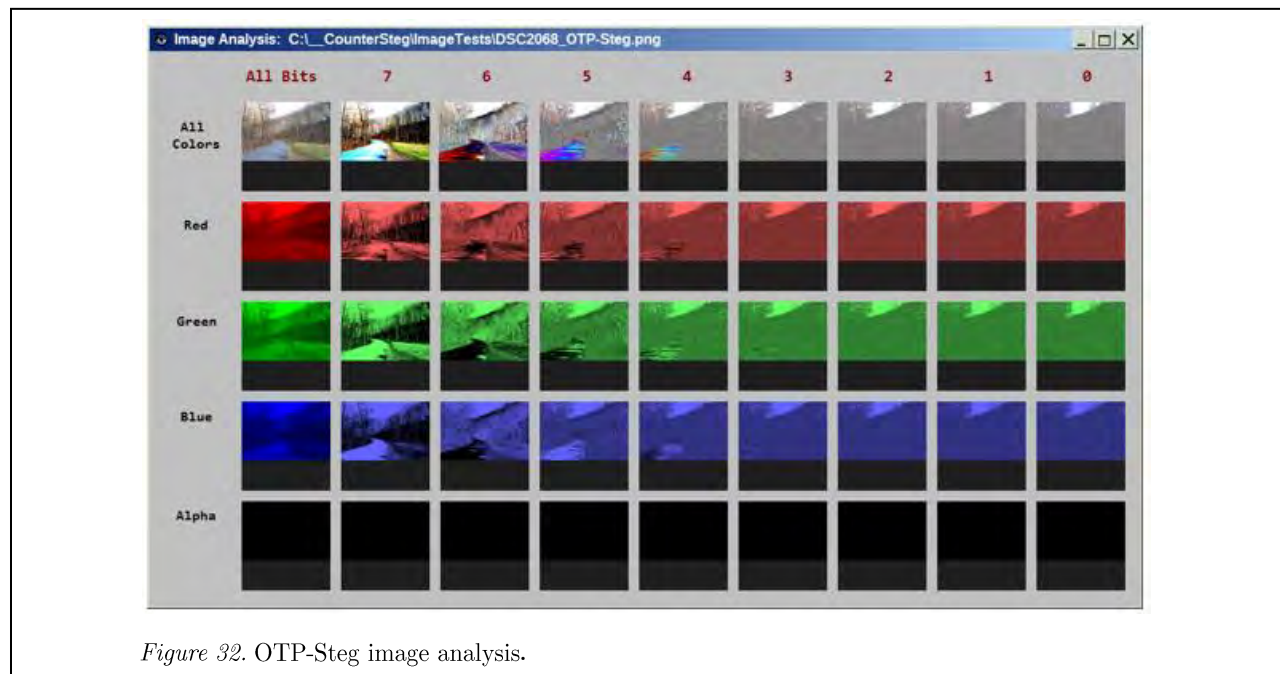 Image Analysis: C:\__CounterSteg\ImageTests\DSC2068_OTP-Steg.png
All Bits 7 6 5 4 3 2 1 0
All
Colors
Red
Green
Blue
Alpha
Figure 32. OTP-Steg image analysis.